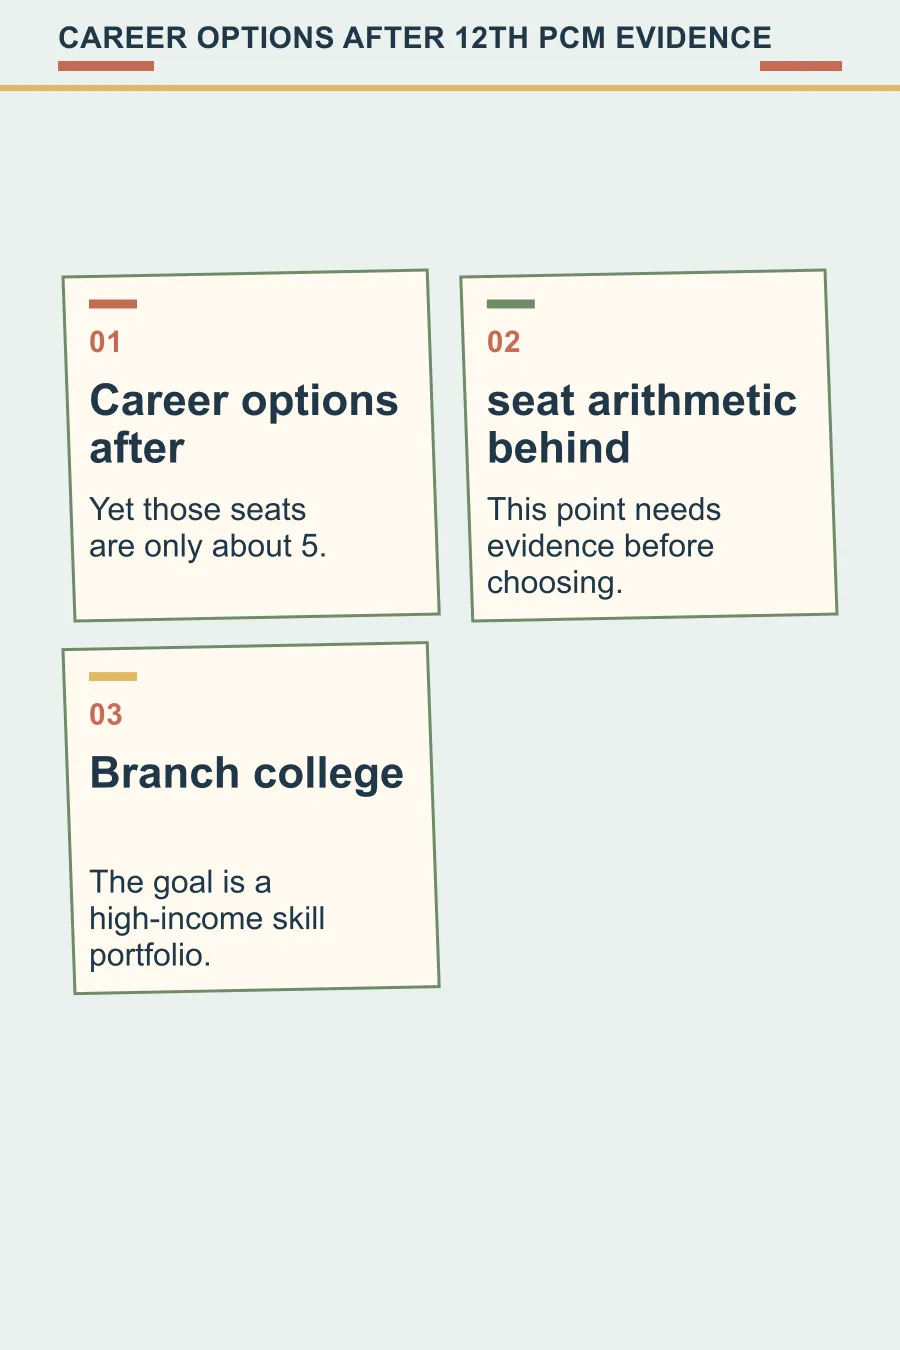 CAREER OPTIONS AFTER 12TH PCM EVIDENCE
01
Career options
after
Yet those seats
are only about 5.
02
seat arithmetic
behind
This point needs
evidence before
choosing.
03
Branch college
The goal is a
high-income skill
portfolio.